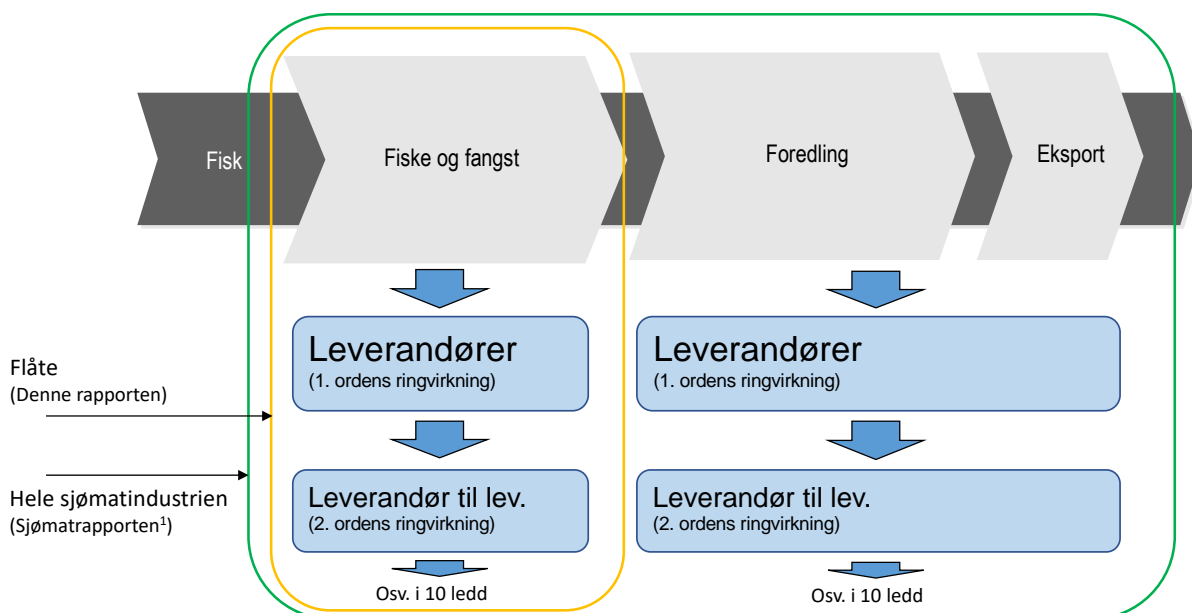 Fisk
Fiske og fangst
Foredling
Eksport
Leverandører
(1. ordens ringvirkning)
Leverandører
(1. ordens ringvirkning)
Flåte
(Denne rapporten)
Hele sjømatindustrien
(Sjømatrapporten¹)
Leverandør til lev.
(2. ordens ringvirkning)
Leverandør til lev.
(2. ordens ringvirkning)
Osv. i 10 ledd
Osv. i 10 ledd